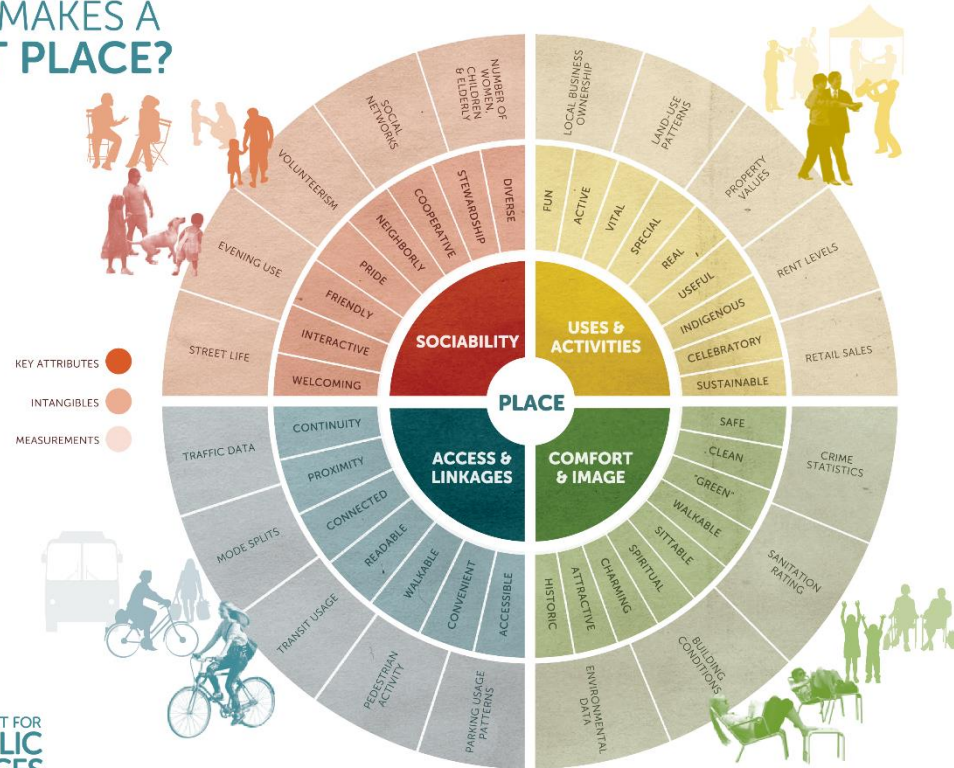 MAKES A
T PLACE?
KEY ATTRIBUTES
INTANGIBLES
MEASUREMENTS
PLACE
SOCIABILITY
USES &
ACTIVITIES
ACCESS &
LINKAGES
COMFORT
& IMAGE
WELCOMING
INTERACTIVE
FRIENDLY
PRIDE
NEIGHBORLY
COOPERATIVE
STEWARDSHIP
DIVERSE
FUN
ACTIVE
VITAL
SPECIAL
REAL
USEFUL
INDIGENOUS
CELEBRATORY
SUSTAINABLE
SAFE
CLEAN
"GREEN"
WALKABLE
SITTABLE
SPIRITUAL
CHARMING
ATTRACTIVE
HISTORIC
ACCESSIBLE
CONVENIENT
WALKABLE
READABLE
CONNECTED
PROXIMITY
CONTINUITY
STREET LIFE
EVENING USE
VOLUNTEERISM
SOCIAL
NETWORKS
NUMBER OF
WOMEN,
CHILDREN
& ELDERLY
LOCAL BUSINESS
OWNERSHIP
LAND-USE
PATTERNS
PROPERTY
VALUES
RENT LEVELS
RETAIL SALES
CRIME
STATISTICS
SANITATION
RATING
BUILDING
CONDITIONS
ENVIRONMENTAL
DATA
PARKING USAGE
PATTERNS
PEDESTRIAN
ACTIVITY
TRANSIT USAGE
MODE SPLITS
TRAFFIC DATA
T FOR
LIC
CES